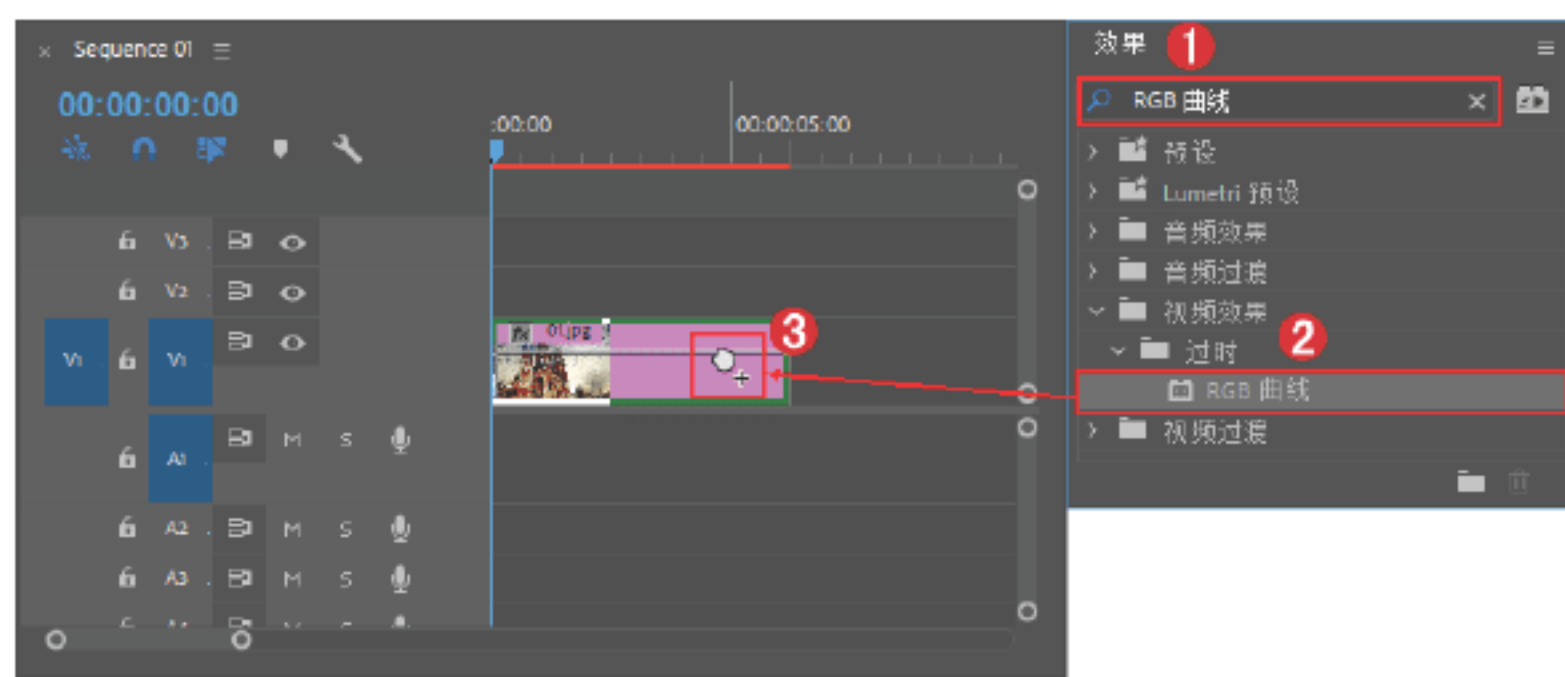 Sequence 01
00:00:00:00
:00:00
00:00:05:00
V3
V2
01.jpg
V1 V1
A1 M S
A2 M S
A3 M S
效果 1
RGB 曲线
预设
Lumetri 预设
音频效果
音频过渡
视频效果
过时 2
RGB 曲线
视频过渡
3